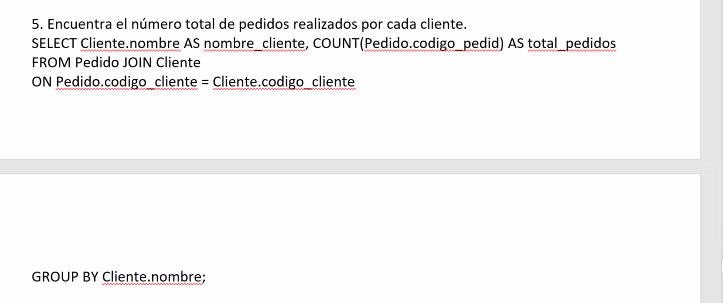 5. Encuentra el número total de pedidos realizados por cada cliente.
SELECT Cliente.nombre AS nombre_cliente, COUNT(Pedido.codigo_pedid) AS total_pedidos
FROM Pedido JOIN Cliente
ON Pedido.codigo_cliente = Cliente.codigo_cliente
GROUP BY Cliente.nombre;